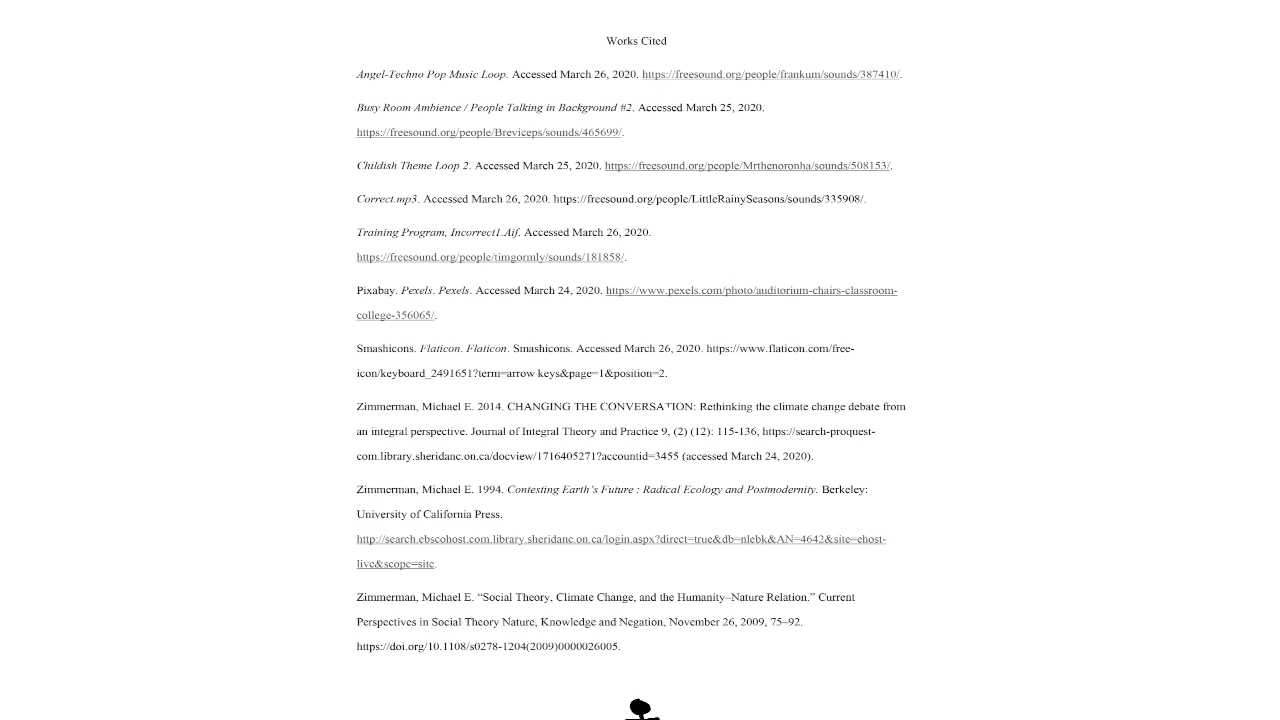 Works Cited
Angel-Techno Pop Music Loop. Accessed March 26, 2020. https://freesound.org/people/frankum/sounds/387410/.
Busy Room Ambience / People Talking in Background #2. Accessed March 25, 2020.
https://freesound.org/people/Breviceps/sounds/465699/.
Childish Theme Loop 2. Accessed March 25, 2020. https://freesound.org/people/Mrthenoronha/sounds/508153/.
Correct.mp3. Accessed March 26, 2020. https://freesound.org/people/LittleRainySeasons/sounds/335908/.
Training Program, Incorrect1.Aif. Accessed March 26, 2020.
https://freesound.org/people/timgormly/sounds/181858/.
Pixabay. Pexels. Pexels. Accessed March 24, 2020. https://www.pexels.com/photo/auditorium-chairs-classroom-
college-356065/.
Smashicons. Flaticon. Flaticon. Smashicons. Accessed March 26, 2020. https://www.flaticon.com/free-
icon/keyboard_2491651?term=arrow keys&page=1&position=2.
Zimmerman, Michael E. 2014. CHANGING THE CONVERSATION: Rethinking the climate change debate from
an integral perspective. Journal of Integral Theory and Practice 9, (2) (12): 115-136, https://search-proquest-
com.library.sheridanc.on.ca/docview/1716405271?accountid=3455 (accessed March 24, 2020).
Zimmerman, Michael E. 1994. Contesting Earth's Future : Radical Ecology and Postmodernity. Berkeley:
University of California Press.
http://search.ebscohost.com.library.sheridanc.on.ca/login.aspx?direct=true&db=nlebk&AN=4642&site=ehost-
live&scope=site.
Zimmerman, Michael E. “Social Theory, Climate Change, and the Humanity–Nature Relation.” Current
Perspectives in Social Theory Nature, Knowledge and Negation, November 26, 2009, 75–92.
https://doi.org/10.1108/s0278-1204(2009)0000026005.